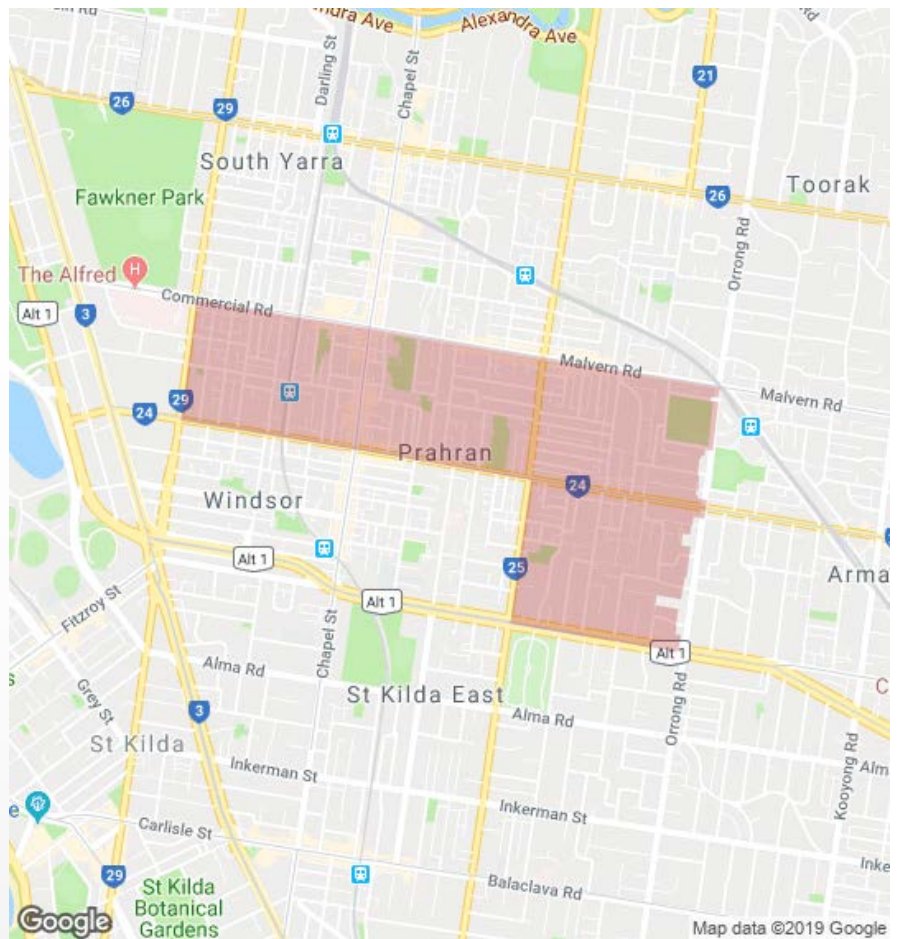 ndra Ave
Alexandra Ave
Darling St
Chapel St
21
26
29
South Yarra
Toorak
26
Fawkner Park
Orrong Rd
The Alfred
H
Commercial Rd
Alt 1
3
Malvern Rd
Malvern Rd
29
24
Prahran
24
Windsor
Alt 1
25
Arma
Alt 1
Fitzroy St
Chapel St
Alt 1
Alma Rd
C
St Kilda East
Grey St
3
Alma Rd
Orrong Rd
St Kilda
Kooyong Rd
Inkerman St
Alm
e
Inkerman St
Carlisle St
Inke
29
St Kilda
Botanical
Gardens
Balaclava Rd
Google
Map data ©2019 Google